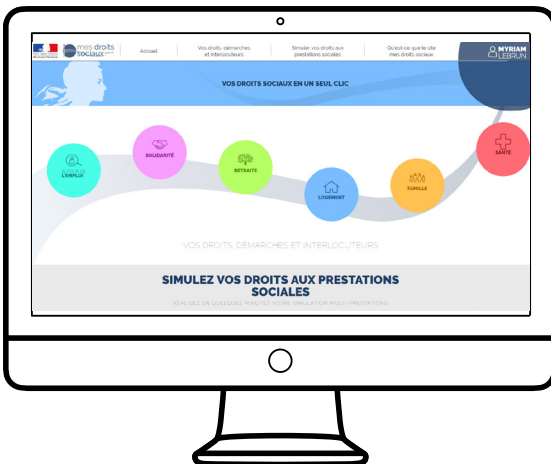 mes droits
sociaux
Accueil
Vos droits, démarches
et interlocuteurs
Simuler vos droits aux
prestations sociales
Qu'est-ce que le site
mes droits sociaux
MYRIAM
LEBRUN
VOS DROITS SOCIAUX EN UN SEUL CLIC
AUTOUR DE
L'EMPLOI
SOLIDARITÉ
RETRAITE
LOGEMENT
FAMILLE
SANTÉ
VOS DROITS, DÉMARCHES ET INTERLOCUTEURS
SIMULEZ VOS DROITS AUX PRESTATIONS
SOCIALES
RÉALISEZ EN QUELQUES MINUTES VOTRE SIMULATION MULTI-PRESTATIONS